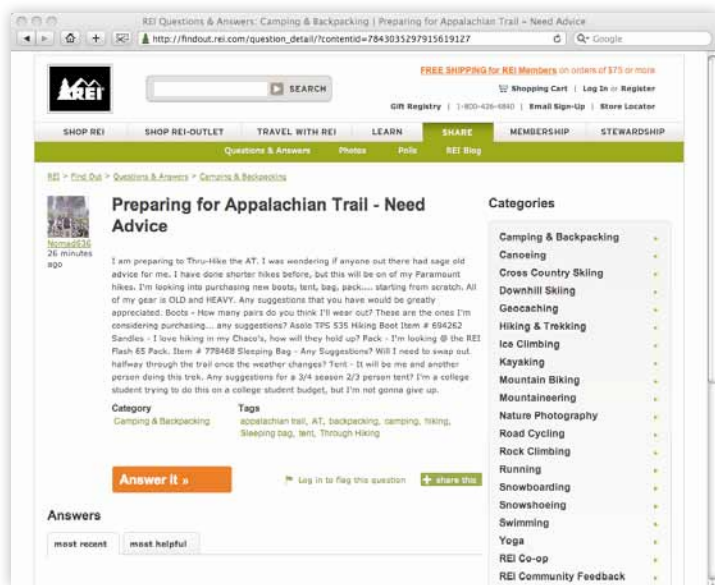 REI Questions & Answers: Camping & Backpacking | Preparing for Appalachian Trail - Need Advice
http://findout.rei.com/question_detail/?contentid=7843035297915619127
Google
FREE SHIPPING for REI Members on orders of $75 or more
REI
SEARCH
Shopping Cart | Log In or Register
Gift Registry | 1-800-426-4840 | Email Sign-Up | Store Locator
SHOP REI SHOP REI-OUTLET TRAVEL WITH REI LEARN SHARE MEMBERSHIP STEWARDSHIP
Questions & Answers Photos Polls REI Blog
REI > Find Out > Questions & Answers > Camping & Backpacking
Preparing for Appalachian Trail - Need
Advice
Nomad636
26 minutes
ago
I am preparing to Thru-Hike the AT. I was wondering if anyone out there had sage old
advice for me. I have done shorter hikes before, but this will be on of my Paramount
hikes. I'm looking into purchasing new boots, tent, bag, pack.... starting from scratch. All
of my gear is OLD and HEAVY. Any suggestions that you have would be greatly
appreciated. Boots - How many pairs do you think I'll wear out? These are the ones I'm
considering purchasing... any suggestions? Asolo TPS 535 Hiking Boot Item # 694262
Sandles - I love hiking in my Chaco's, how will they hold up? Pack - I'm looking @ the REI
Flash 65 Pack. Item # 778468 Sleeping Bag - Any Suggestions? Will I need to swap out
halfway through the trail once the weather changes? Tent - It will be me and another
person doing this trek. Any suggestions for a 3/4 season 2/3 person tent? I'm a college
student trying to do this on a college student budget, but I'm not gonna give up.
Category
Camping & Backpacking
Tags
appalachian trail, AT, backpacking, camping, hiking,
Sleeping bag, tent, Through Hiking
Answer it »
Log in to flag this question
+ share this
Answers
most recent most helpful
Categories
Camping & Backpacking
Canoeing
Cross Country Skiing
Downhill Skiing
Geocaching
Hiking & Trekking
Ice Climbing
Kayaking
Mountain Biking
Mountaineering
Nature Photography
Road Cycling
Rock Climbing
Running
Snowboarding
Snowshoeing
Swimming
Yoga
REI Co-op
REI Community Feedback